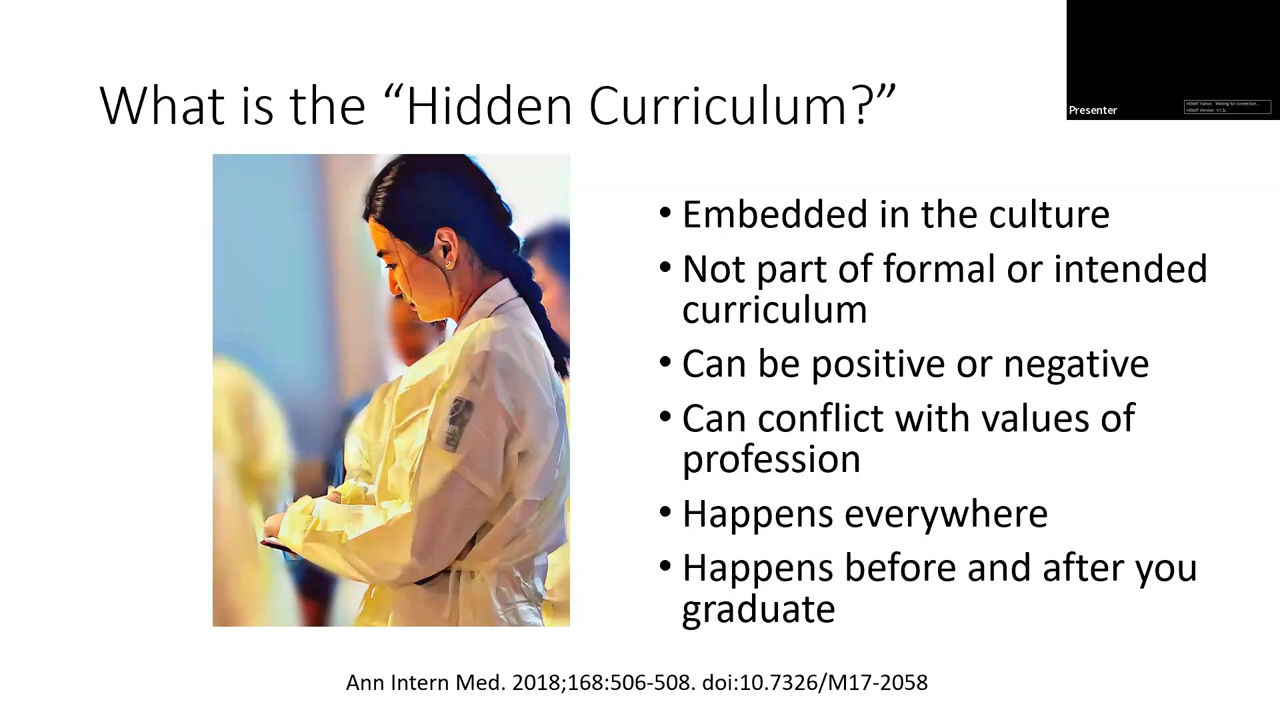 What is the “Hidden Curriculum?”
Presenter
• Embedded in the culture
• Not part of formal or intended
curriculum
• Can be positive or negative
• Can conflict with values of
profession
• Happens everywhere
• Happens before and after you
graduate
Ann Intern Med. 2018;168:506-508. doi:10.7326/M17-2058